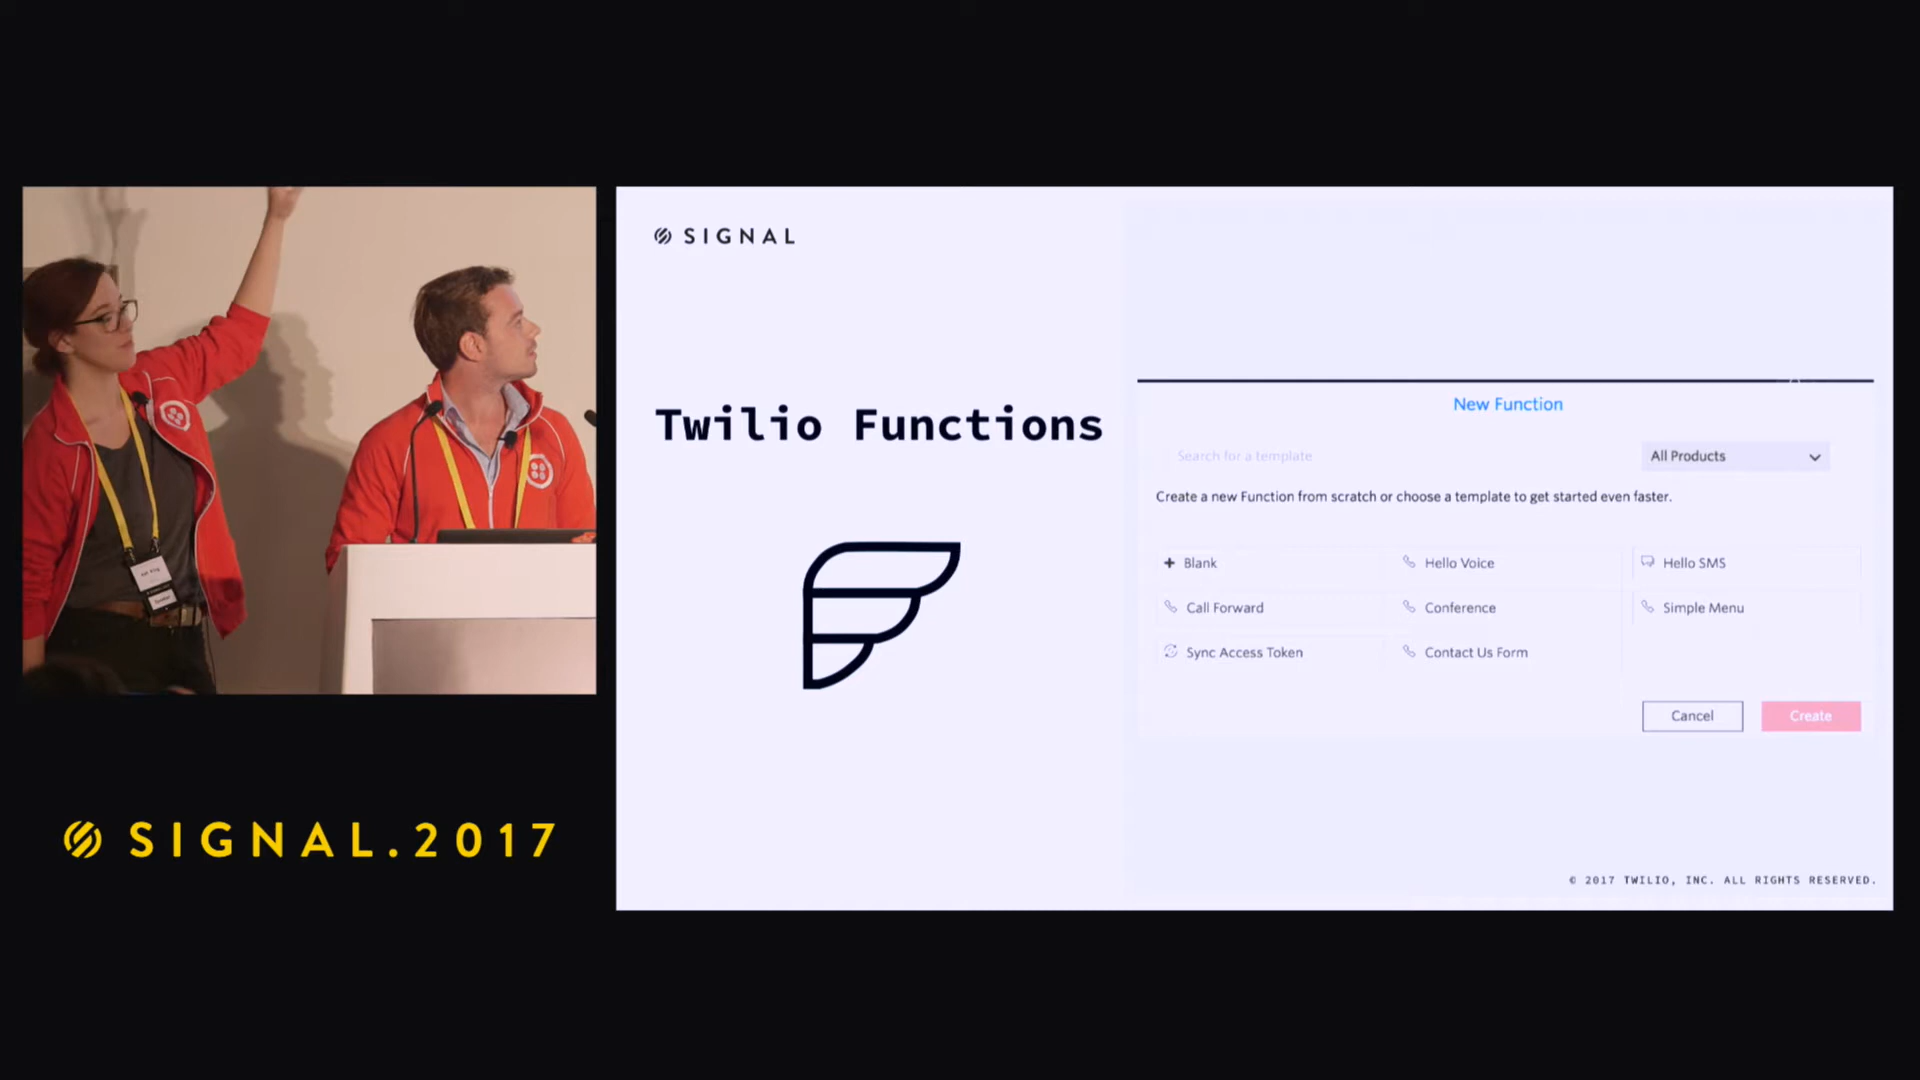 SIGNAL
Twilio Functions
New Function
Search for a template
All Products
Create a new Function from scratch or choose a template to get started even faster.
Blank
Hello Voice
Hello SMS
Call Forward
Conference
Simple Menu
Sync Access Token
Contact Us Form
Cancel
Create
© 2017 TWILIO, INC. ALL RIGHTS RESERVED.
SIGNAL.2017